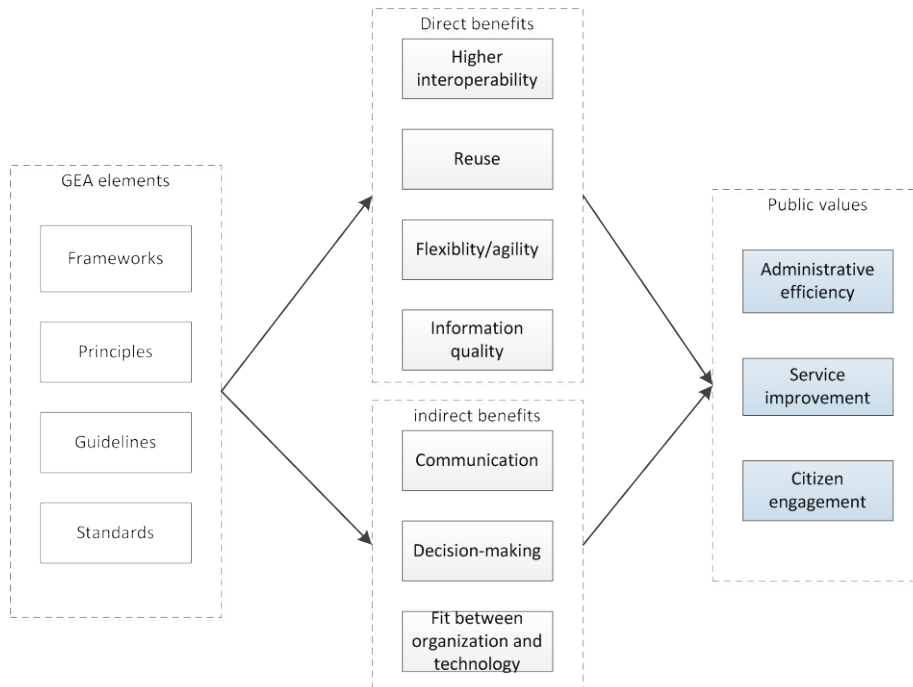 GEA elements
Frameworks
Principles
Guidelines
Standards
Direct benefits
Higher
interoperability
Reuse
Flexiblity/agility
Information
quality
indirect benefits
Communication
Decision-making
Fit between
organization and
technology
Public values
Administrative
efficiency
Service
improvement
Citizen
engagement